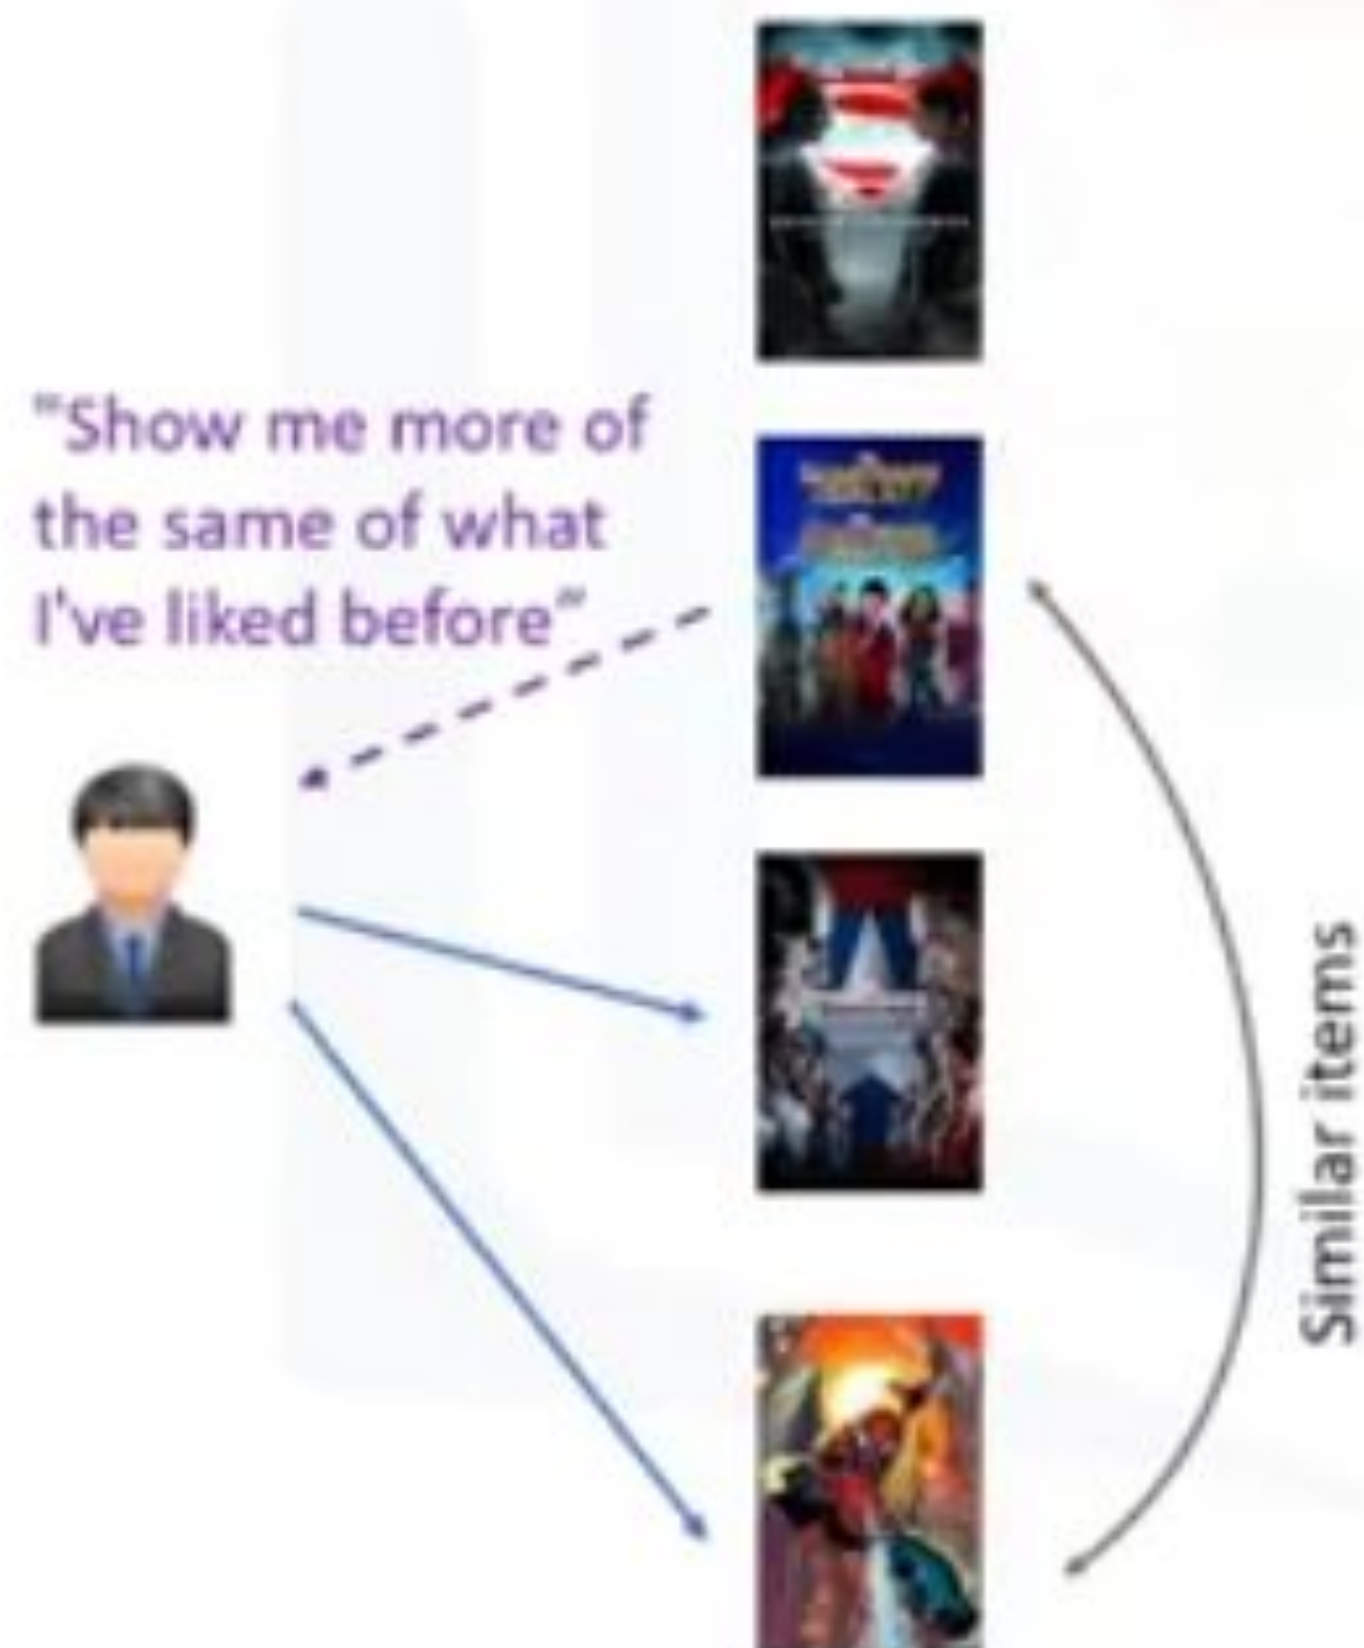 "Show me more of
the same of what
I've liked before"
Similar items